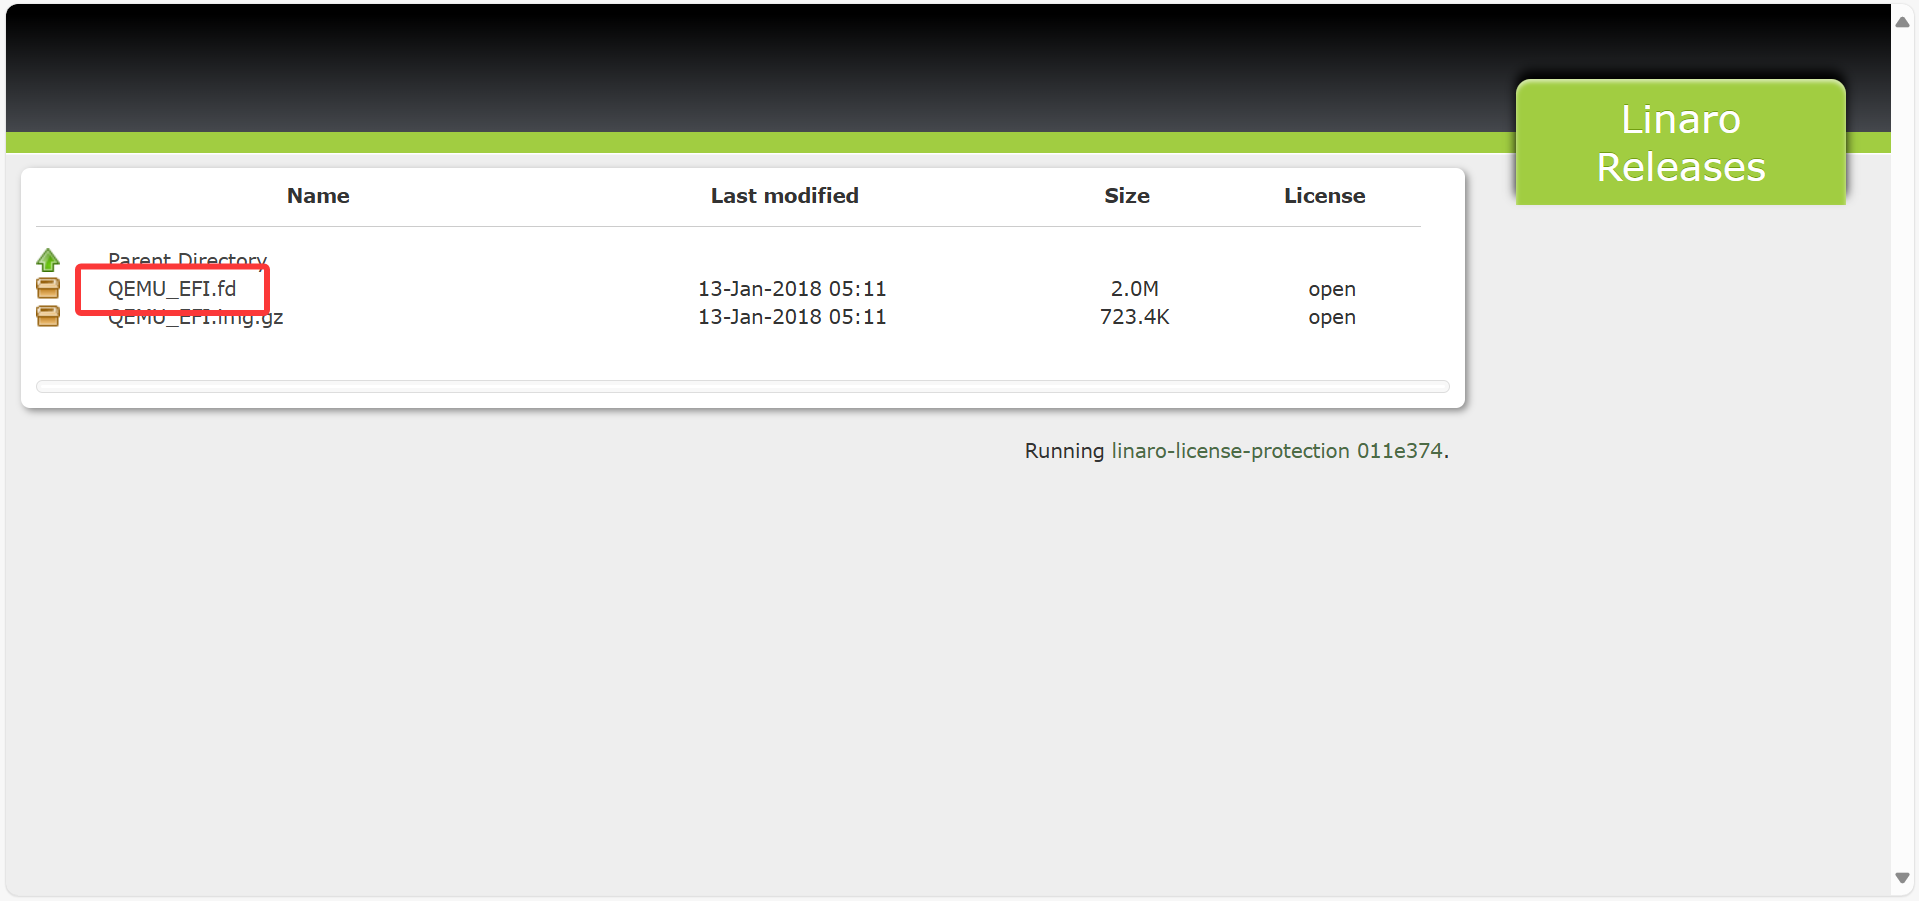 Linaro
Releases
Name Last modified Size License
Parent Directory
QEMU_EFI.fd 13-Jan-2018 05:11 2.0M open
QEMU_EFI.img.gz 13-Jan-2018 05:11 723.4K open
Running linaro-license-protection 011e374.